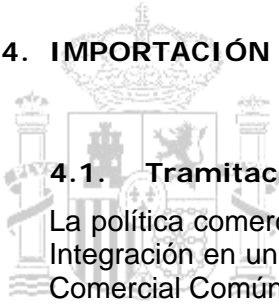 4. IMPORTACIÓN
4.1. Tramitac
La política comerc
Integración en un
Comercial Común